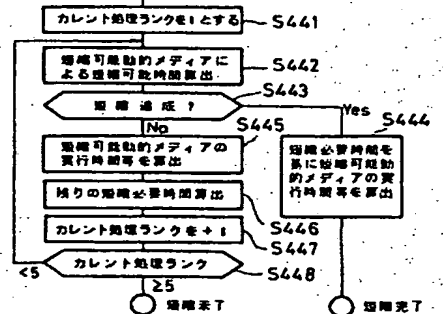 カレント処理ランクを1とする
S441
短縮可能動的メディアに
よる短縮可能時間算出
S442
短縮達成?
S443
Yes
No
S445
S444
短縮可能動的メディアの
実行時間等を算出
短縮必要時間を
基に短縮可能動
的メディアの実
行時間等を算出
残りの短縮必要時間算出
S446
カレント処理ランクを+1
S447
カレント処理ランク
S448
<5
≥5
短縮未了
短縮完了